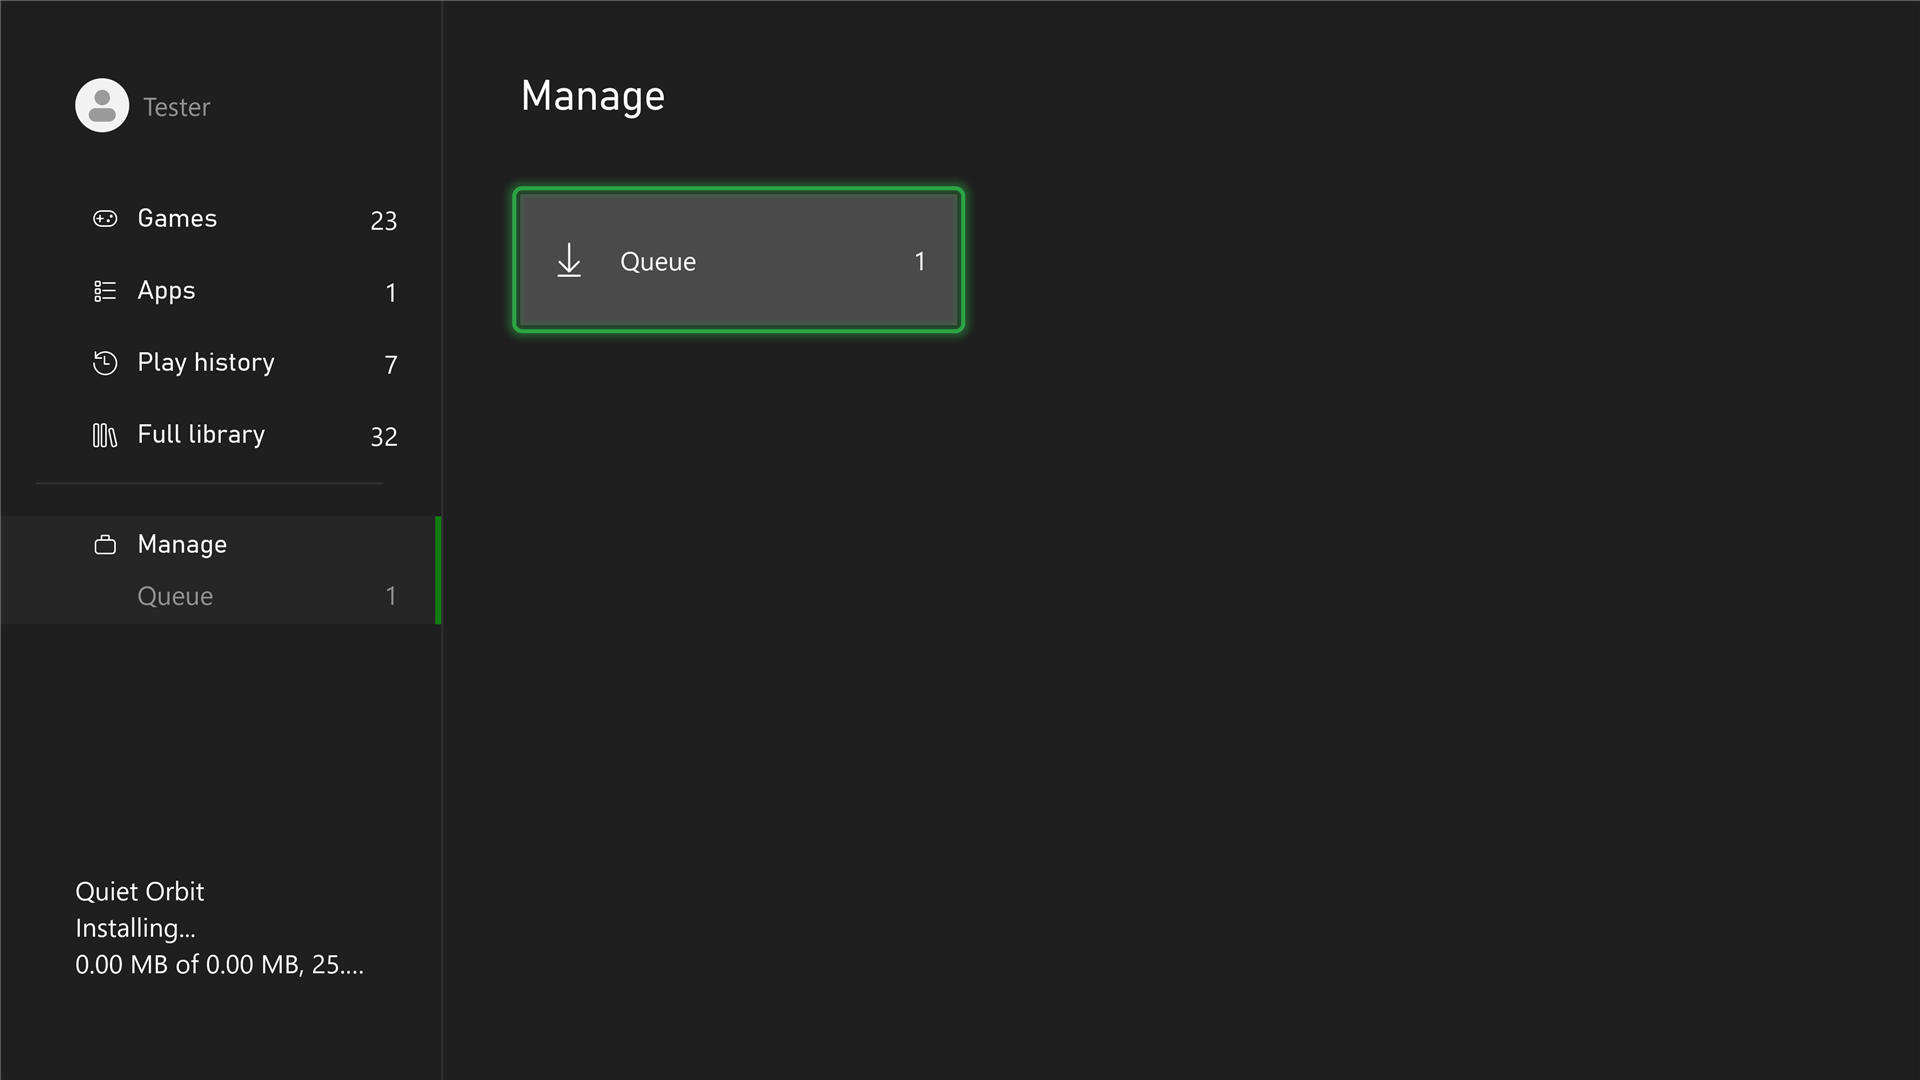 Tester
Games 23
Apps 1
Play history 7
Full library 32
Manage
Queue 1
Quiet Orbit
Installing...
0.00 MB of 0.00 MB, 25....
Manage
Queue 1